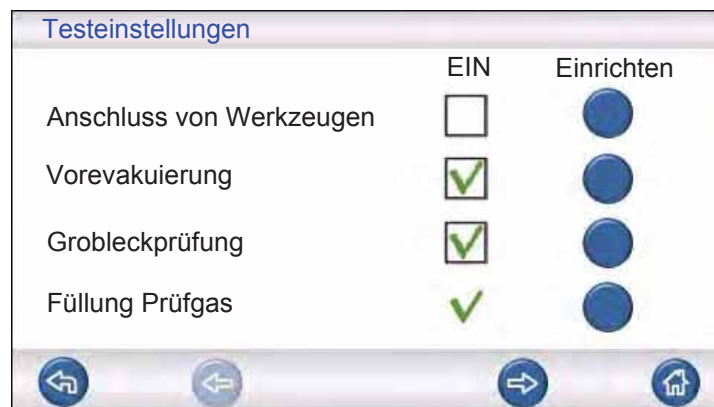 Testeinstellungen
EIN Einrichten
Anschluss von Werkzeugen
Vorevakuierung
Grobleckprüfung
Füllung Prüfgas